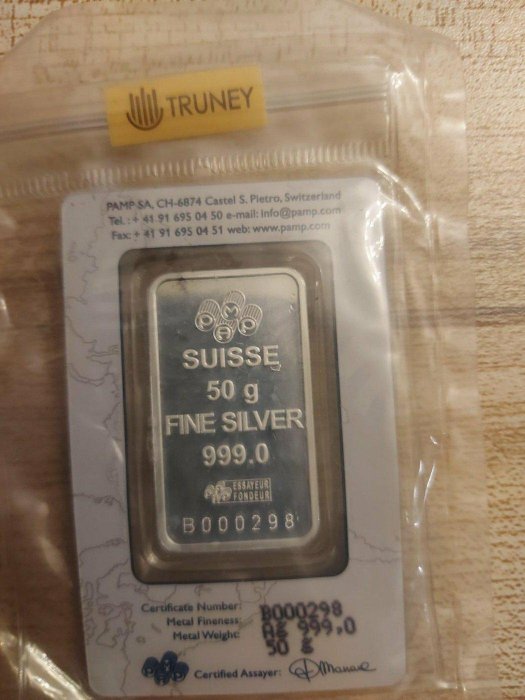 TRUNEY
PAMP SA, CH-6874 Castel S. Pietro, Switzerland
Tel.: + 41 91 695 04 50 e-mail: info@pamp.com
Fax: + 41 91 695 04 51 web: www.pamp.com
PAMP
SUISSE
50 g
FINE SILVER
999.0
ESSAYEUR
FONDEUR
B000298
Certificate Number: B000298
Metal Fineness: Ag 999,0
Metal Weight: 50 g
Certified Assayer: